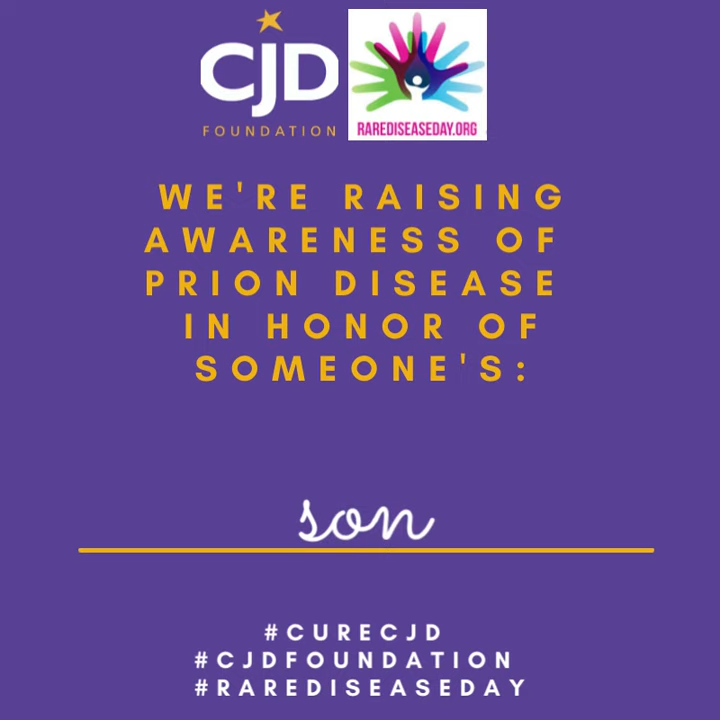 CJD
FOUNDATION
RAREDISEASEDAY.ORG
WE'RE RAISING
AWARENESS OF
PRION DISEASE
IN HONOR OF
SOMEONE'S:
son
#CURECJD
#CJDFOUNDATION
#RAREDISEASEDAY